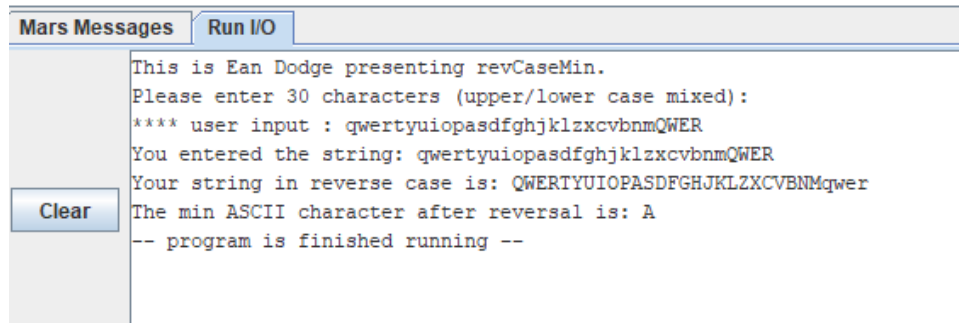 Mars Messages Run I/O
This is Ean Dodge presenting revCaseMin.
Please enter 30 characters (upper/lower case mixed):
**** user input : qwertyuiopasdfghjklzxcvbnmQWER
You entered the string: qwertyuiopasdfghjklzxcvbnmQWER
Your string in reverse case is: QWERTYUIOPASDFGHJKLZXCVBNMqwer
Clear
The min ASCII character after reversal is: A
-- program is finished running --